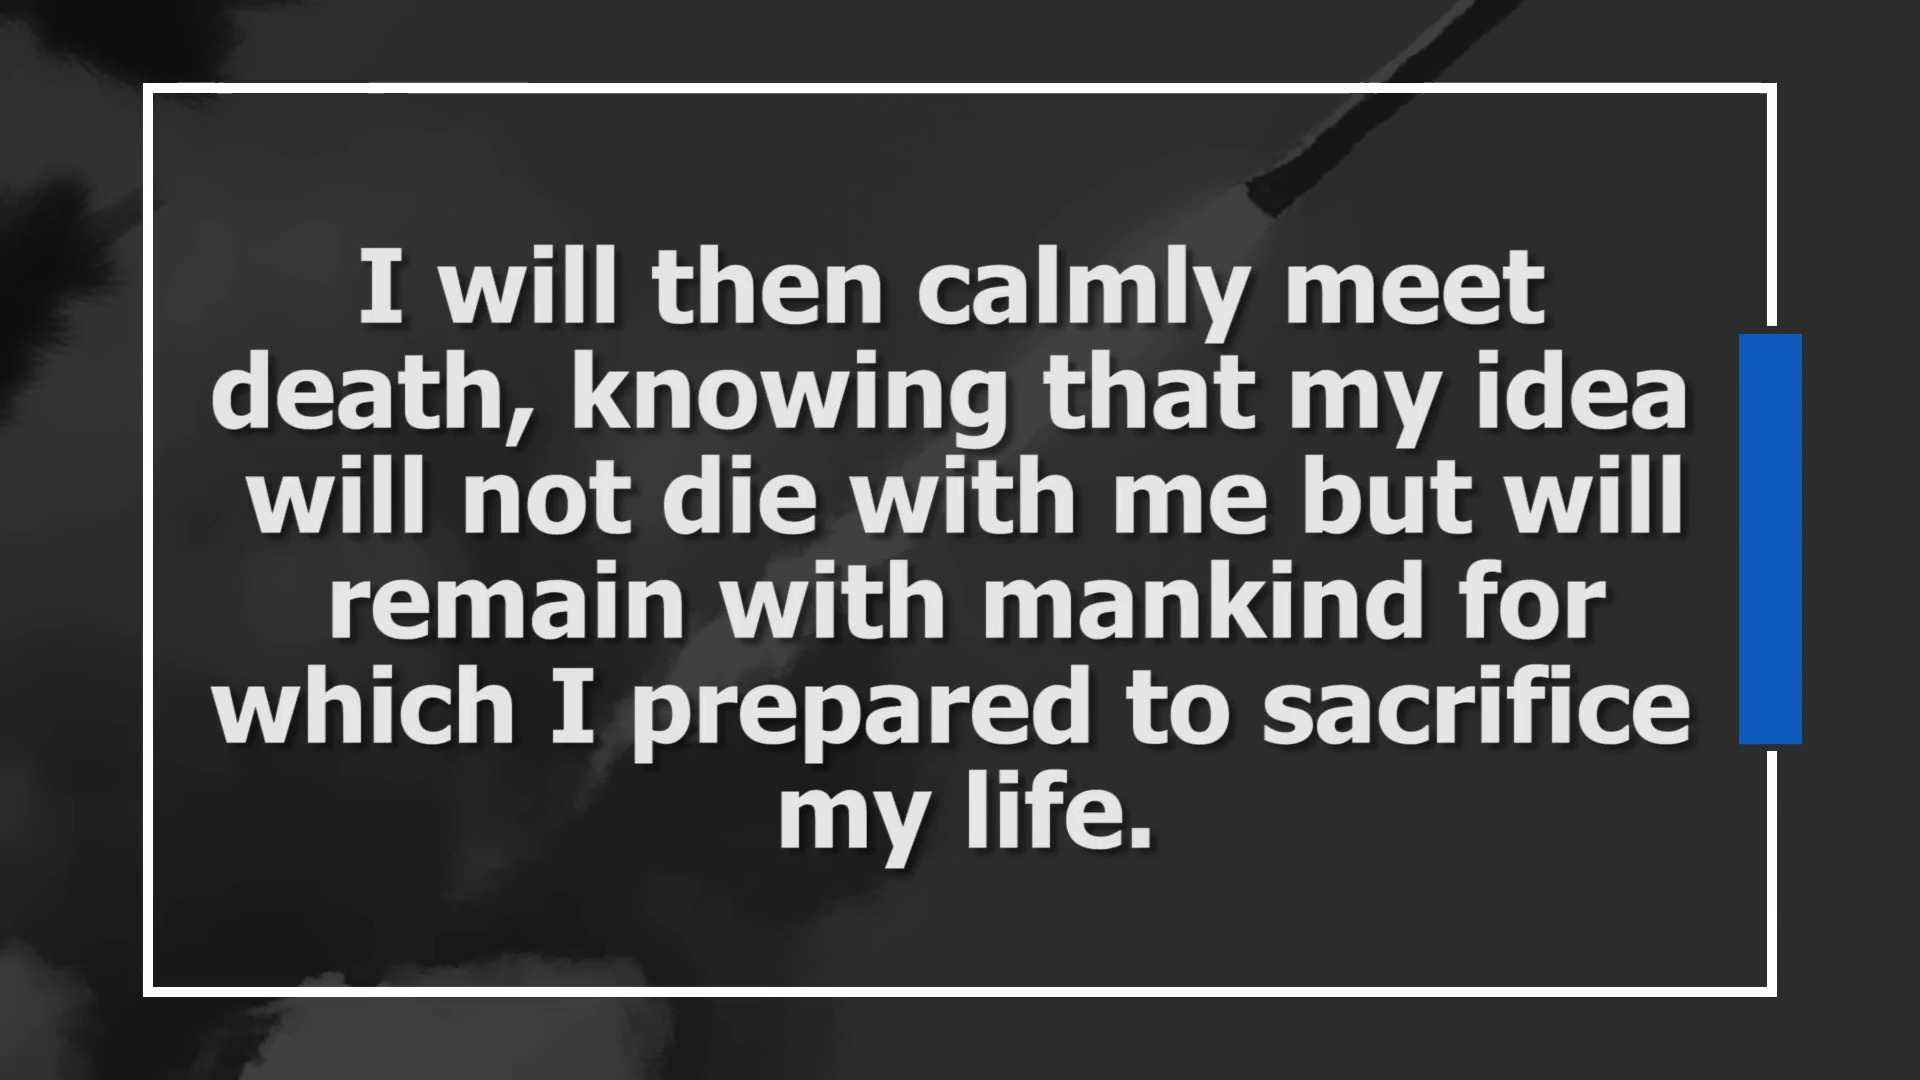 I will then calmly meet
death, knowing that my idea
will not die with me but will
remain with mankind for
which I prepared to sacrifice
my life.